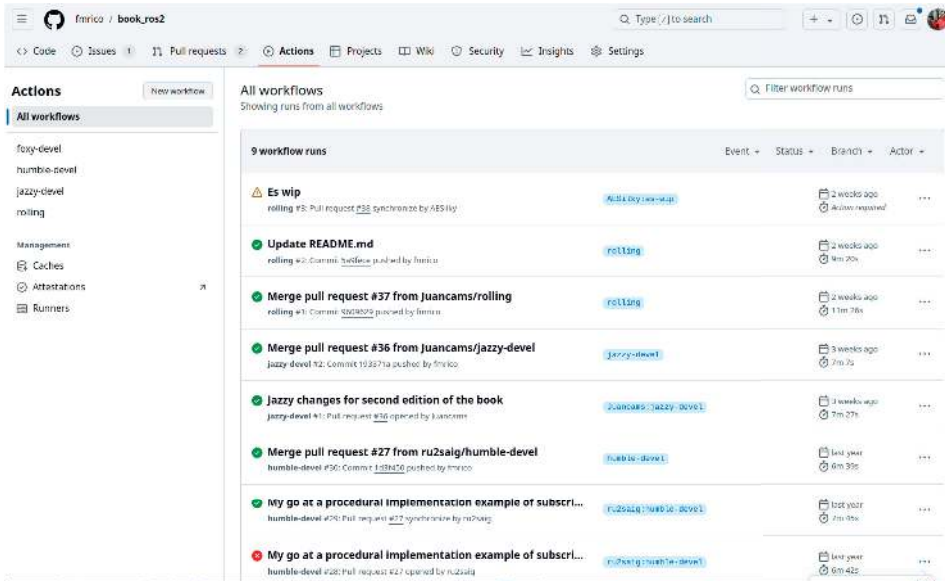 fmrico / book_ros2
Type [/] to search
Code
Issues 1
Pull requests 2
Actions
Projects
Wiki
Security
Insights
Settings
Actions
New workflow
All workflows
foxy-devel
humble-devel
jazzy-devel
rolling
Management
Caches
Attestations
Runners
All workflows
Showing runs from all workflows
Filter workflow runs
9 workflow runs
Event
Status
Branch
Actor
Es wip
rolling #3: Pull request #38 synchronize by AESilky
AESilky:es-wip
2 weeks ago
Action required
Update README.md
rolling #2: Commit pushed by fmrico
rolling
2 weeks ago
9m 20s
Merge pull request #37 from Juancams/rolling
rolling #1: Commit 9609629 pushed by fmrico
rolling
2 weeks ago
11m 26s
Merge pull request #36 from Juancams/jazzy-devel
jazzy-devel #2: Commit 193371a pushed by fmrico
jazzy-devel
3 weeks ago
7m 7s
Jazzy changes for second edition of the book
jazzy-devel #1: Pull request #36 opened by Juancams
Juancams:jazzy-devel
3 weeks ago
7m 27s
Merge pull request #27 from ru2saig/humble-devel
humble-devel #30: Commit pushed by fmrico
humble-devel
last year
6m 39s
My go at a procedural implementation example of subscri...
humble-devel #29: Pull request #27 synchronize by ru2saig
ru2saig:humble-devel
last year
7m 45s
My go at a procedural implementation example of subscri...
humble-devel #28: Pull request #27 opened by ru2saig
ru2saig:humble-devel
last year
6m 42s